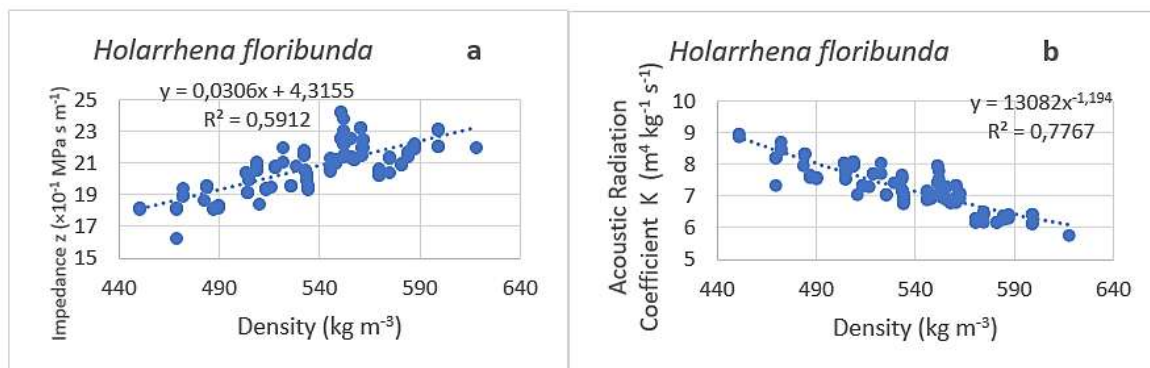 Holarrhena floribunda a
y = 0,0306x + 4,3155
R² = 0,5912
Impedance z (×10⁻¹ MPa s m⁻¹)
25
23
21
19
17
15
440 490 540 590 640
Density (kg m⁻³)
Holarrhena floribunda b
y = 13082x⁻¹,¹⁹⁴
R² = 0,7767
Acoustic Radiation
Coefficient K (m⁴ kg⁻¹ s⁻¹)
10
9
8
7
6
5
440 490 540 590 640
Density (kg m⁻³)